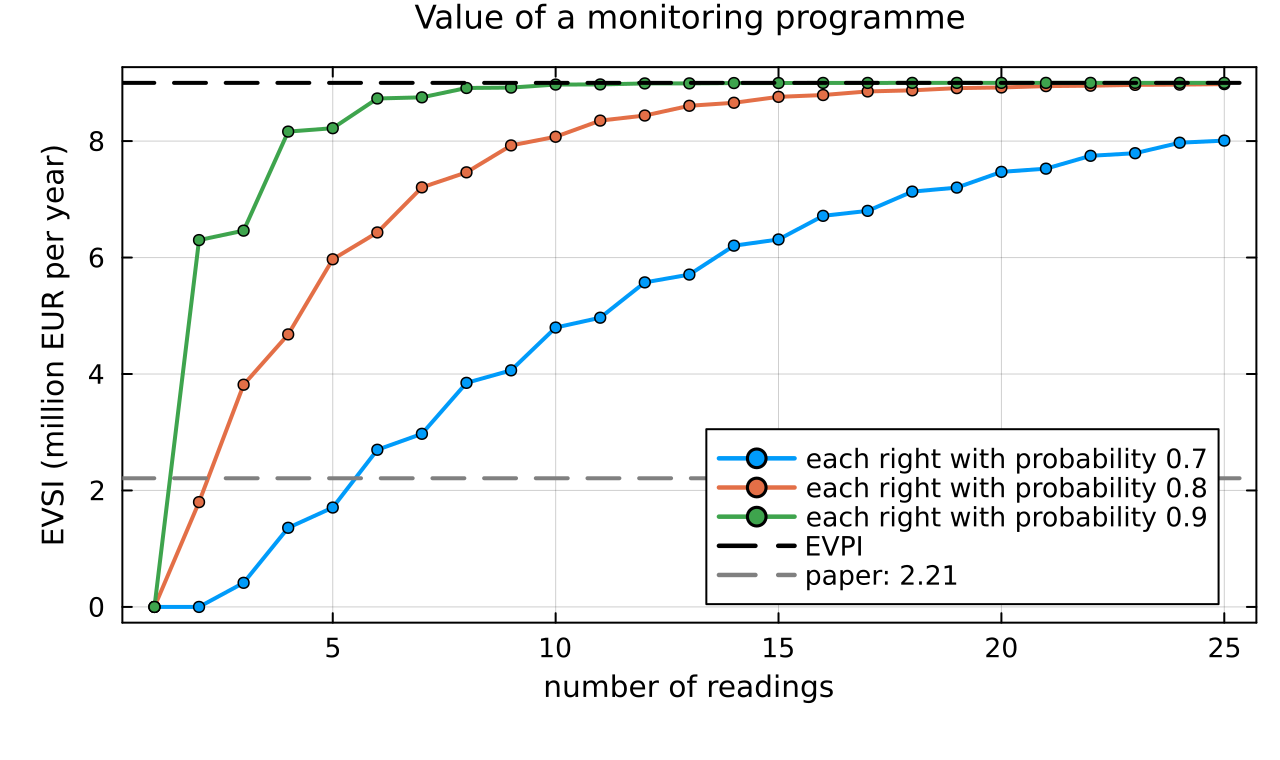 Value of a monitoring programme
EVSI (million EUR per year)
8
6
4
2
0
each right with probability 0.7
each right with probability 0.8
each right with probability 0.9
EVPI
paper: 2.21
5 10 15 20 25
number of readings